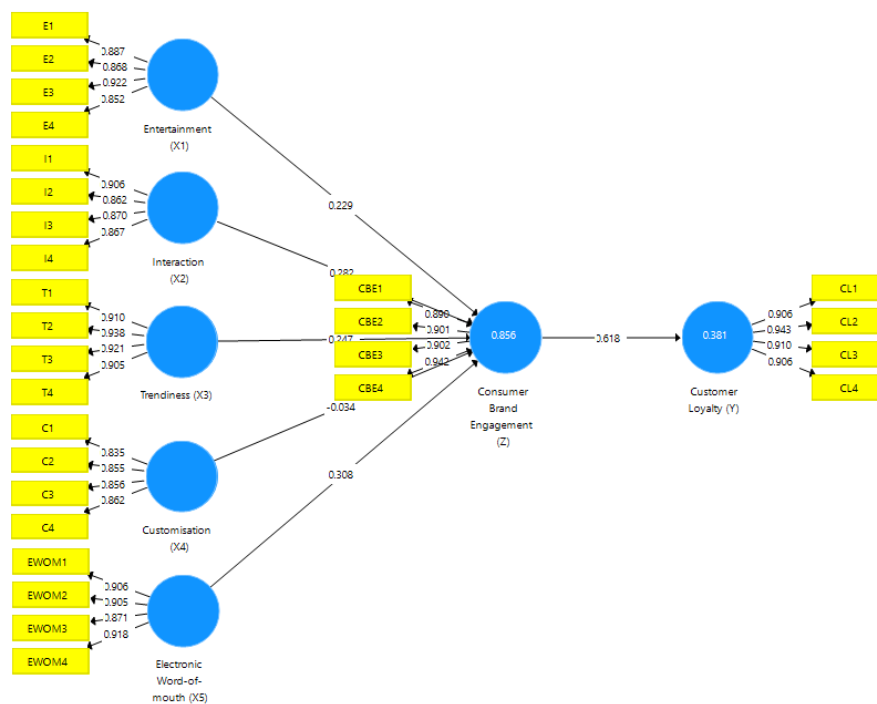 E1
E2
E3
E4
0.887
0.868
0.922
0.852
Entertainment
(X1)
I1
I2
I3
I4
0.906
0.862
0.870
0.867
Interaction
(X2)
T1
T2
T3
T4
0.910
0.938
0.921
0.905
Trendiness (X3)
C1
C2
C3
C4
0.835
0.855
0.856
0.862
Customisation
(X4)
EWOM1
EWOM2
EWOM3
EWOM4
0.906
0.905
0.871
0.918
Electronic
Word-of-
mouth (X5)
0.229
0.282
0.247
-0.034
0.308
CBE1
CBE2
CBE3
CBE4
0.890
0.901
0.902
0.942
0.856
Consumer
Brand
Engagement
(Z)
0.618
0.381
Customer
Loyalty (Y)
0.906
0.943
0.910
0.906
CL1
CL2
CL3
CL4